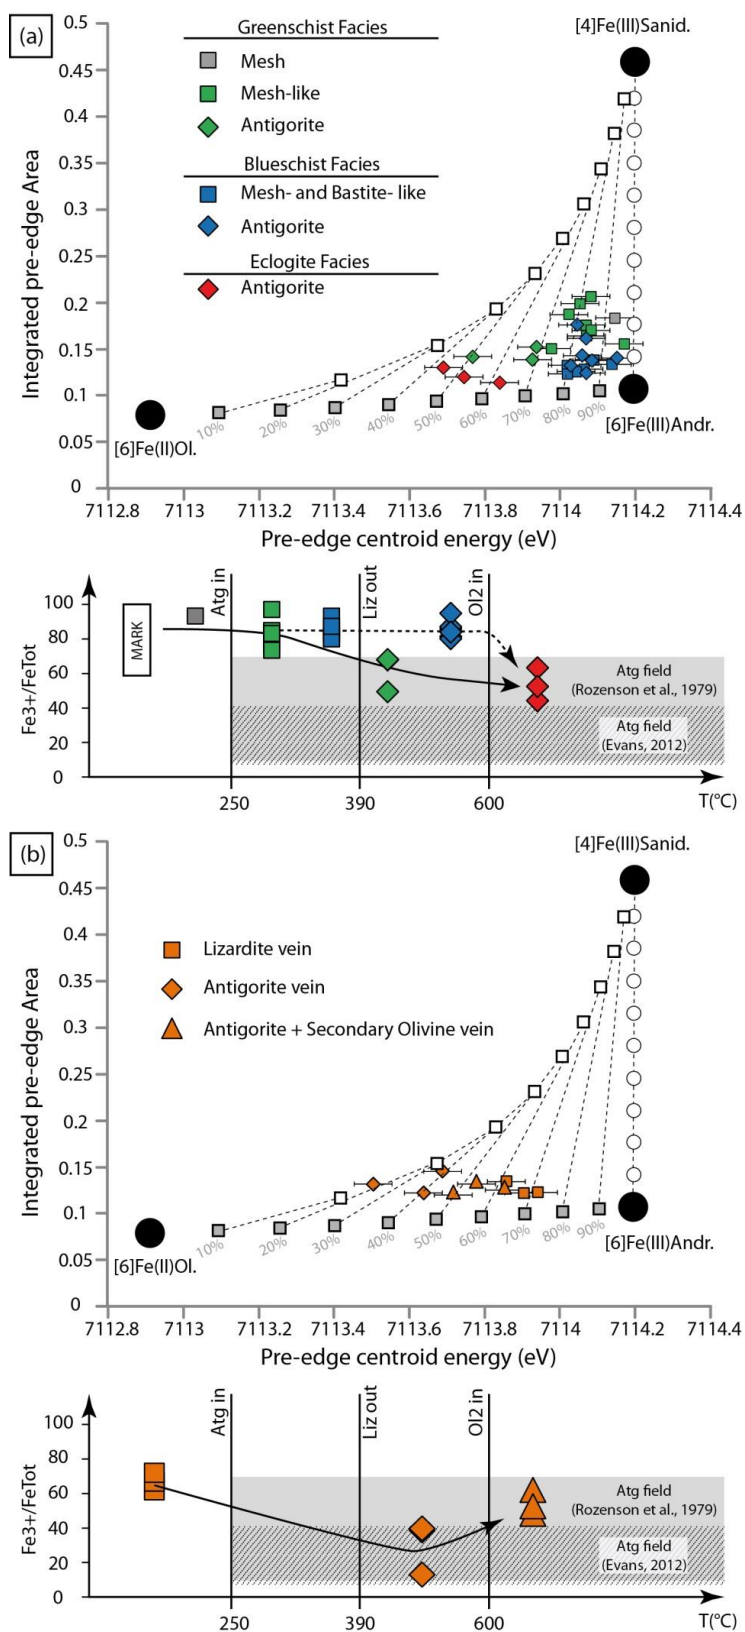 (a)
Greenschist Facies
Mesh
Mesh-like
Antigorite
Blueschist Facies
Mesh- and Bastite- like
Antigorite
Eclogite Facies
Antigorite
[4]Fe(III)Sanid.
Integrated pre-edge Area
0.5
0.45
0.4
0.35
0.3
0.25
0.2
0.15
0.1
0.05
0
[6]Fe(II)Ol.
10%
20%
30%
40%
50%
60%
70%
80%
90%
[6]Fe(III)Andr.
7112.8 7113 7113.2 7113.4 7113.6 7113.8 7114 7114.2 7114.4
Pre-edge centroid energy (eV)
Fe3+/FeTot
100
80
60
40
20
0
MARK
Atg in
Liz out
Ol2 in
Atg field
(Rozenson et al., 1979)
Atg field
(Evans, 2012)
250 390 600 T(°C)
(b)
[4]Fe(III)Sanid.
Lizardite vein
Antigorite vein
Antigorite + Secondary Olivine vein
Integrated pre-edge Area
0.5
0.45
0.4
0.35
0.3
0.25
0.2
0.15
0.1
0.05
0
[6]Fe(II)Ol.
10%
20%
30%
40%
50%
60%
70%
80%
90%
[6]Fe(III)Andr.
7112.8 7113 7113.2 7113.4 7113.6 7113.8 7114 7114.2 7114.4
Pre-edge centroid energy (eV)
Fe3+/FeTot
100
80
60
40
20
0
Atg in
Liz out
Ol2 in
Atg field
(Rozenson et al., 1979)
Atg field
(Evans, 2012)
250 390 600 T(°C)